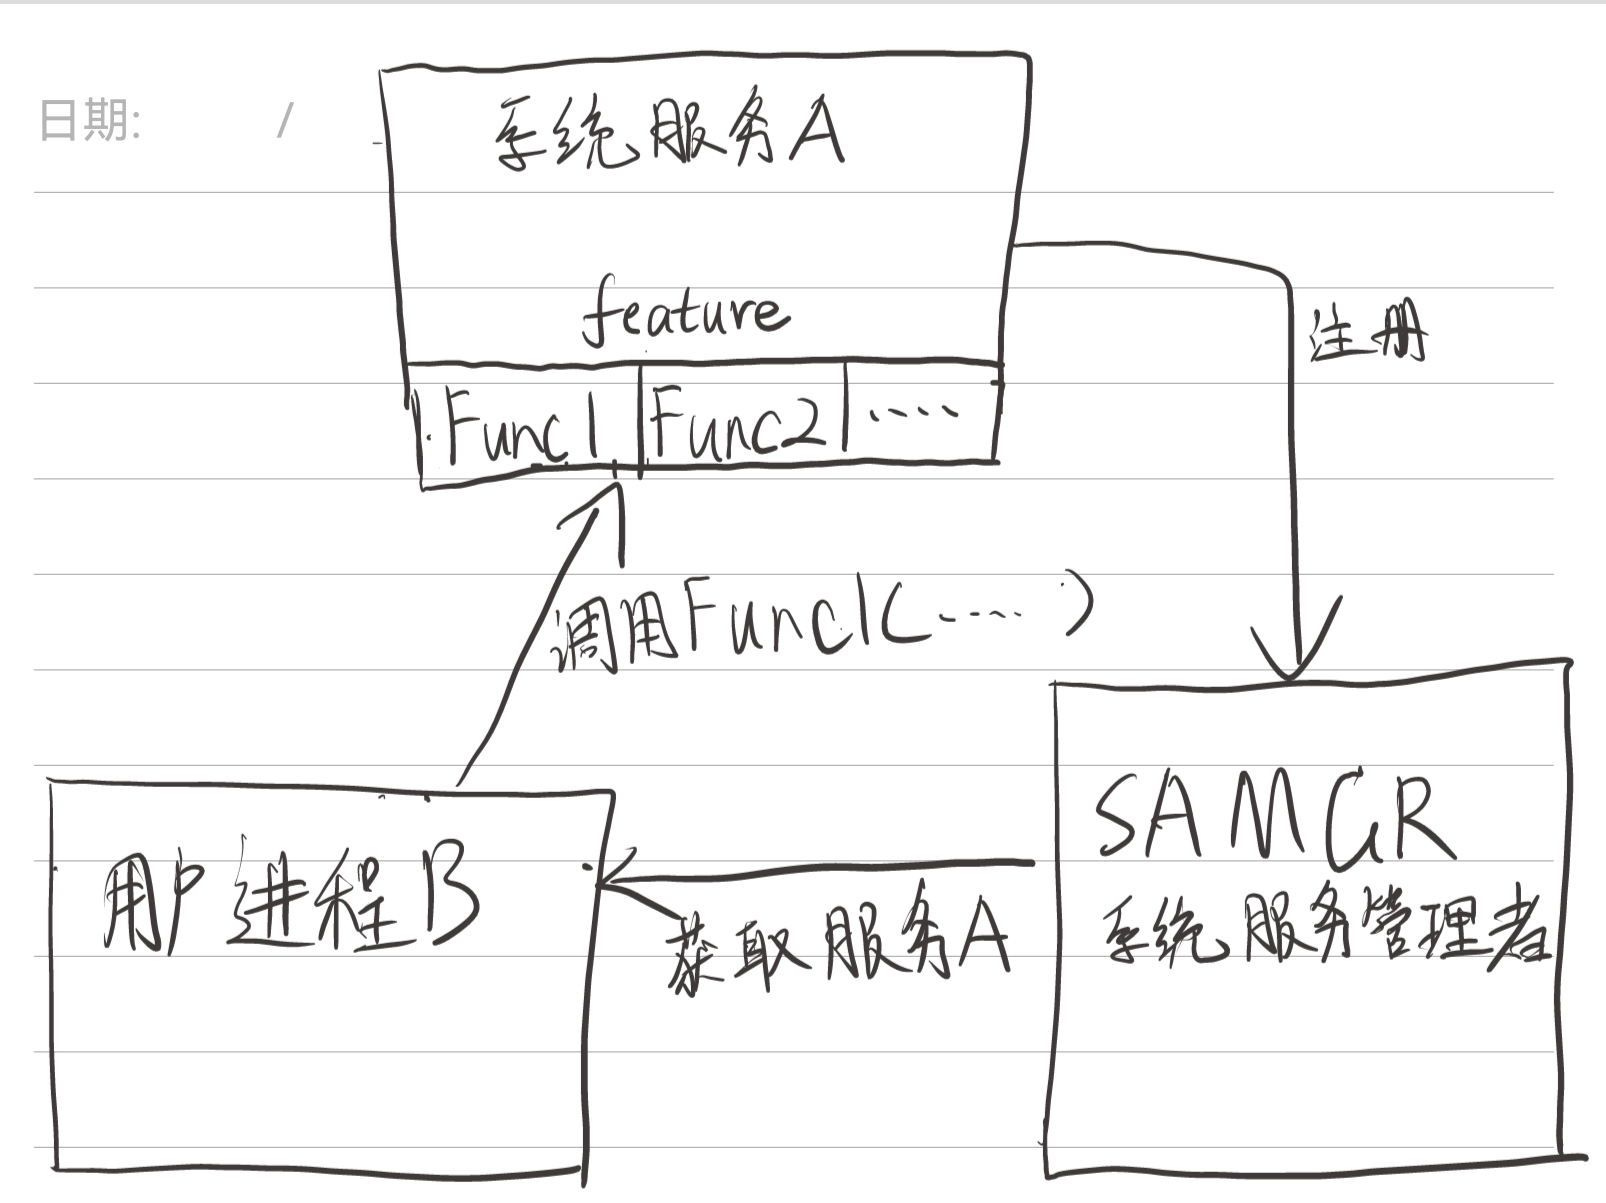 日期: /
系统服务A
feature
注册
Func1 Func2 ....
调用Func1(.....)
SAMGR
用户进程B
获取服务A
系统服务管理者